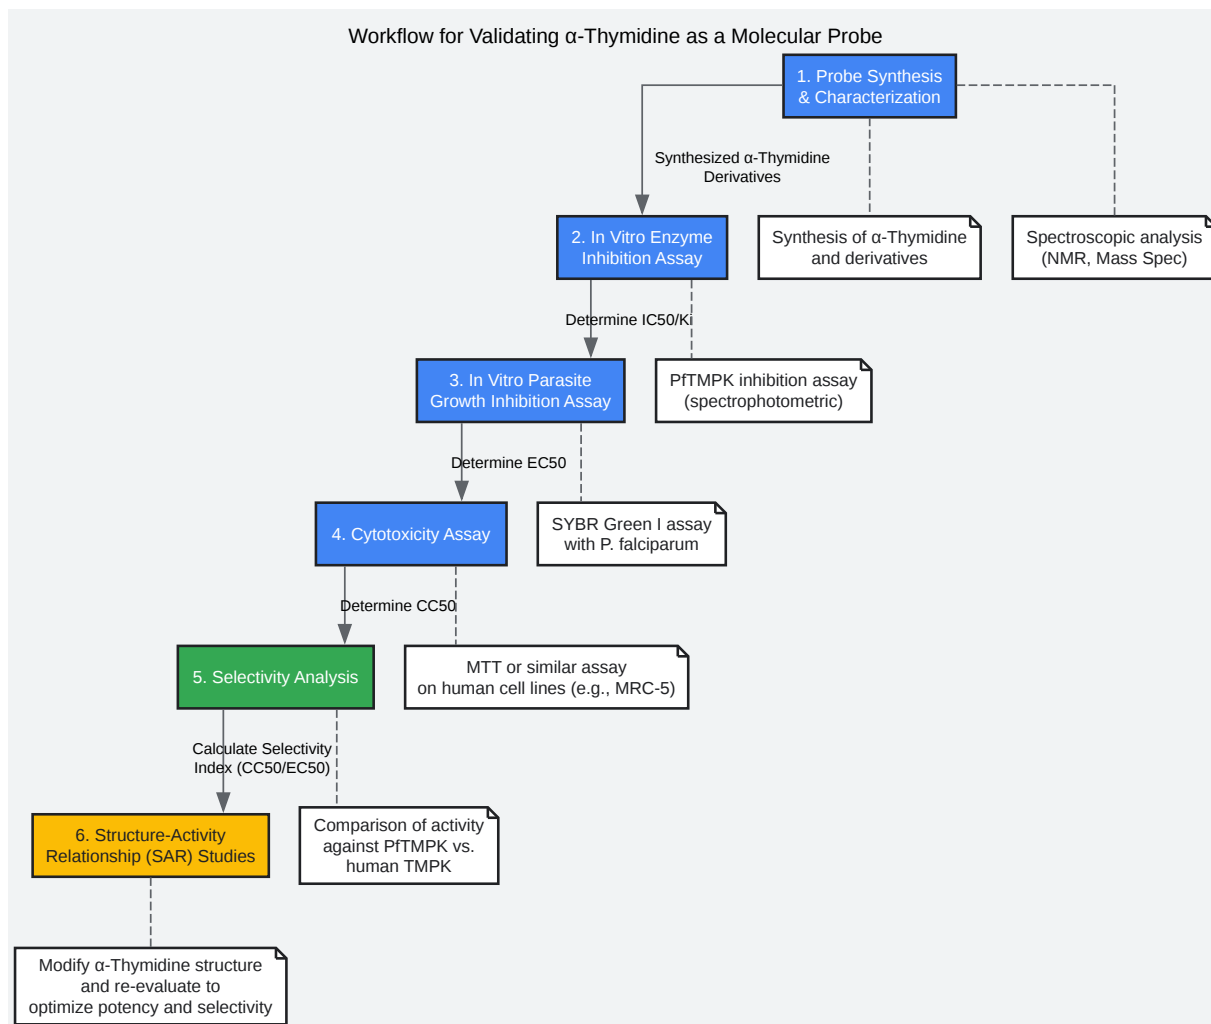 Workflow for Validating α-Thymidine as a Molecular Probe
1. Probe Synthesis
& Characterization
Synthesized α-Thymidine
Derivatives
2. In Vitro Enzyme
Inhibition Assay
Synthesis of α-Thymidine
and derivatives
Spectroscopic analysis
(NMR, Mass Spec)
Determine IC50/Ki
3. In Vitro Parasite
Growth Inhibition Assay
PfTMPK inhibition assay
(spectrophotometric)
Determine EC50
4. Cytotoxicity Assay
SYBR Green I assay
with P. falciparum
Determine CC50
5. Selectivity Analysis
MTT or similar assay
on human cell lines (e.g., MRC-5)
Calculate Selectivity
Index (CC50/EC50)
6. Structure-Activity
Relationship (SAR) Studies
Comparison of activity
against PfTMPK vs.
human TMPK
Modify α-Thymidine structure
and re-evaluate to
optimize potency and selectivity